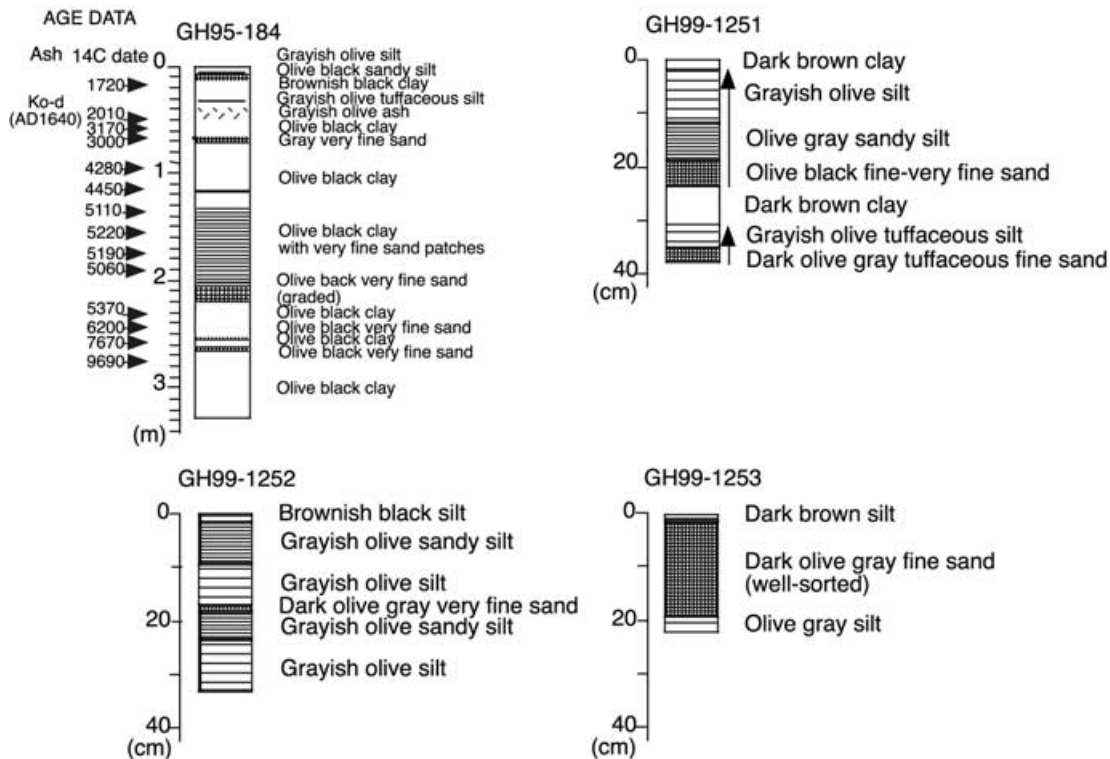 AGE DATA
Ash 14C date
Ko-d
(AD1640)
1720
2010
3170
3000
4280
4450
5110
5220
5190
5060
5370
6200
7670
9690
GH95-184
0
1
2
3
(m)
Grayish olive silt
Olive black sandy silt
Brownish black clay
Grayish olive tuffaceous silt
Grayish olive ash
Olive black clay
Gray very fine sand
Olive black clay
Olive black clay
with very fine sand patches
Olive back very fine sand
(graded)
Olive black clay
Olive black very fine sand
Olive black clay
Olive black very fine sand
Olive black clay
GH99-1251
0
20
40
(cm)
Dark brown clay
Grayish olive silt
Olive gray sandy silt
Olive black fine-very fine sand
Dark brown clay
Grayish olive tuffaceous silt
Dark olive gray tuffaceous fine sand
GH99-1252
0
20
40
(cm)
Brownish black silt
Grayish olive sandy silt
Grayish olive silt
Dark olive gray very fine sand
Grayish olive sandy silt
Grayish olive silt
GH99-1253
0
20
40
(cm)
Dark brown silt
Dark olive gray fine sand
(well-sorted)
Olive gray silt